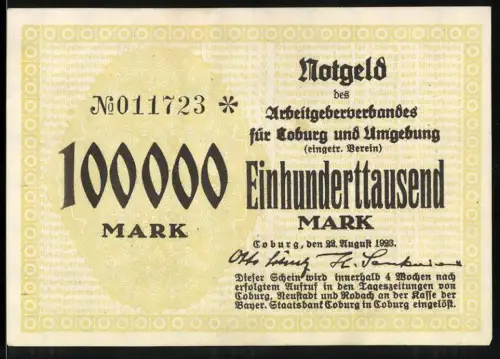 №011723 *
100000
MARK
Notgeld
des
Arbeitgeberverbandes
für Coburg und Umgebung
(eingetr. Verein)
Einhunderttausend
MARK
Coburg, den 22. August 1923.
Dieser Schein wird innerhalb 4 Wochen nach
erfolgtem Aufruf in den Tageszeitungen von
Coburg, Neustadt und Rodach an der Kasse der
Bayer. Staatsbank Coburg in Coburg eingelöst.